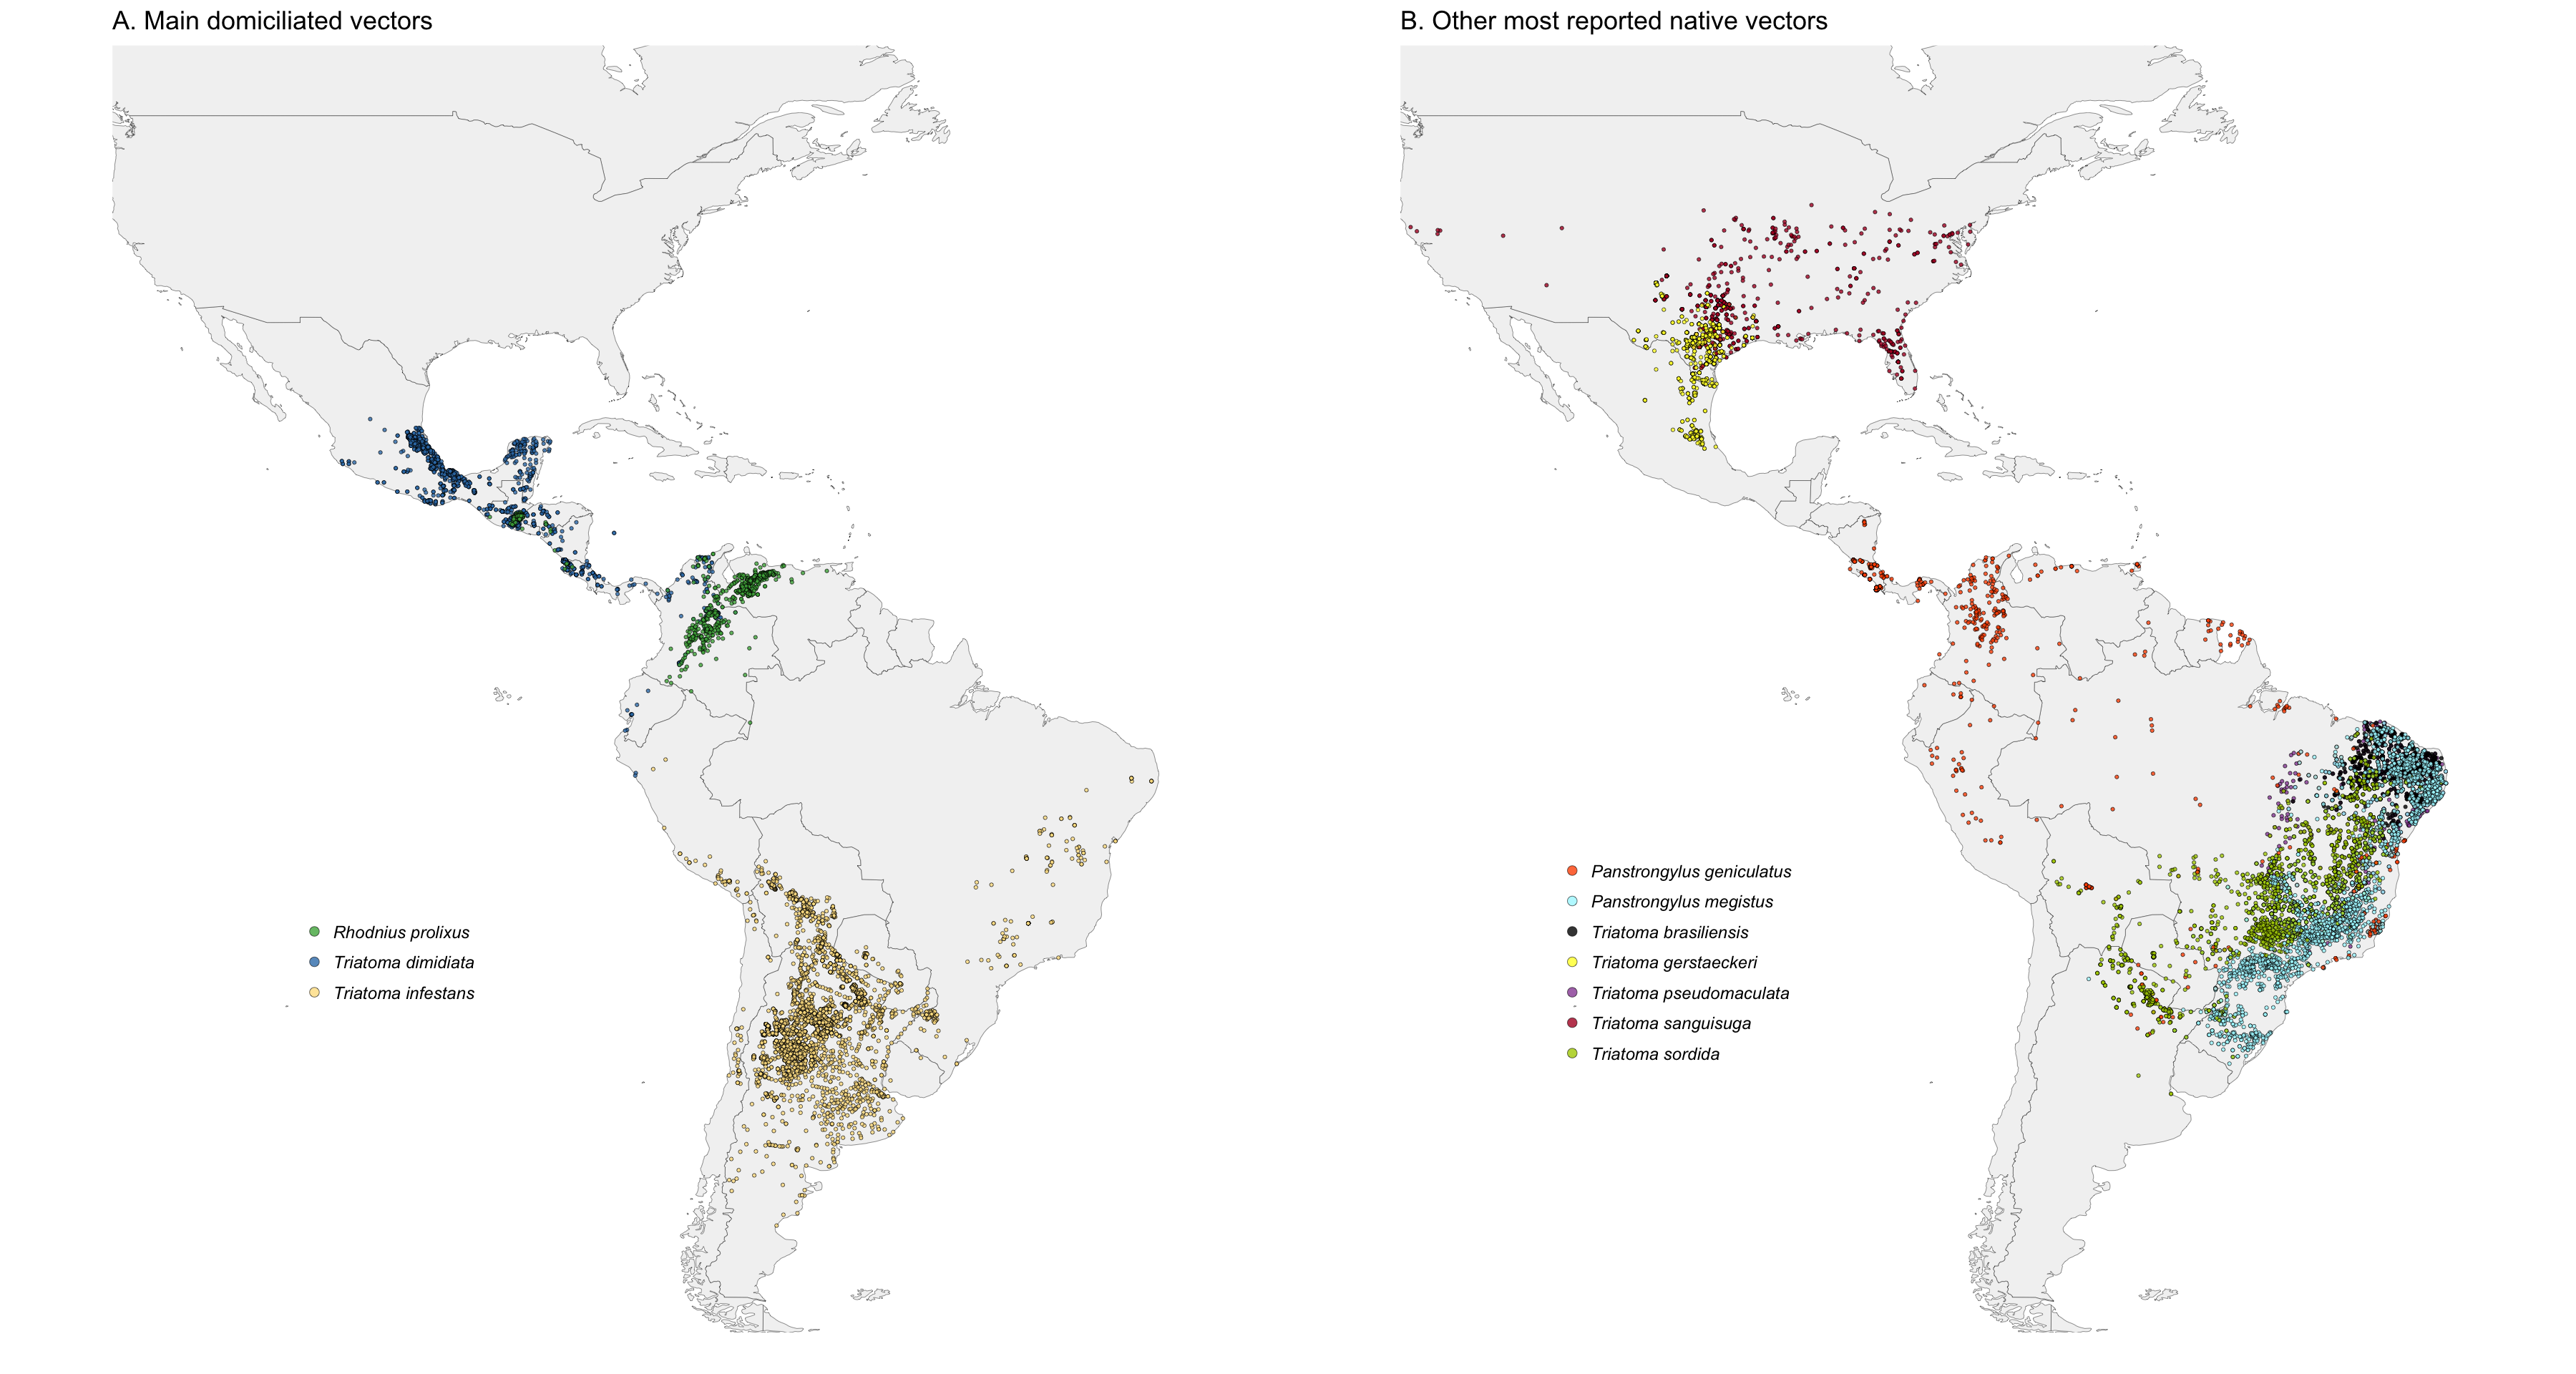 A. Main domiciliated vectors
Rhodnius prolixus
Triatoma dimidiata
Triatoma infestans
B. Other most reported native vectors
Panstrongylus geniculatus
Panstrongylus megistus
Triatoma brasiliensis
Triatoma gerstaeckeri
Triatoma pseudomaculata
Triatoma sanguisuga
Triatoma sordida